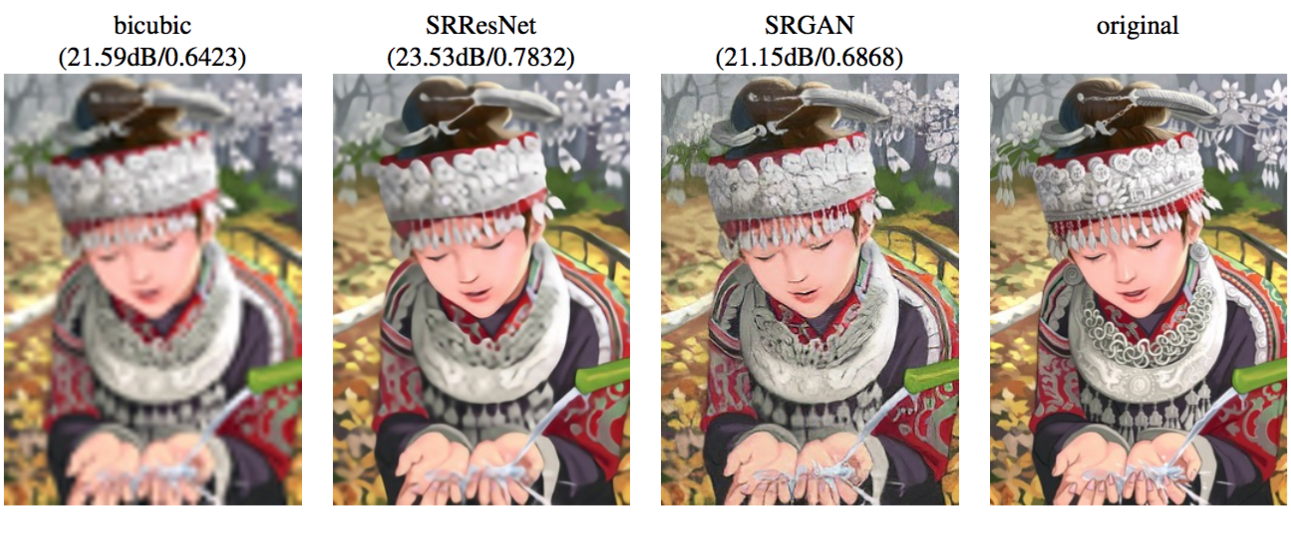 bicubic
(21.59dB/0.6423)
SRResNet
(23.53dB/0.7832)
SRGAN
(21.15dB/0.6868)
original